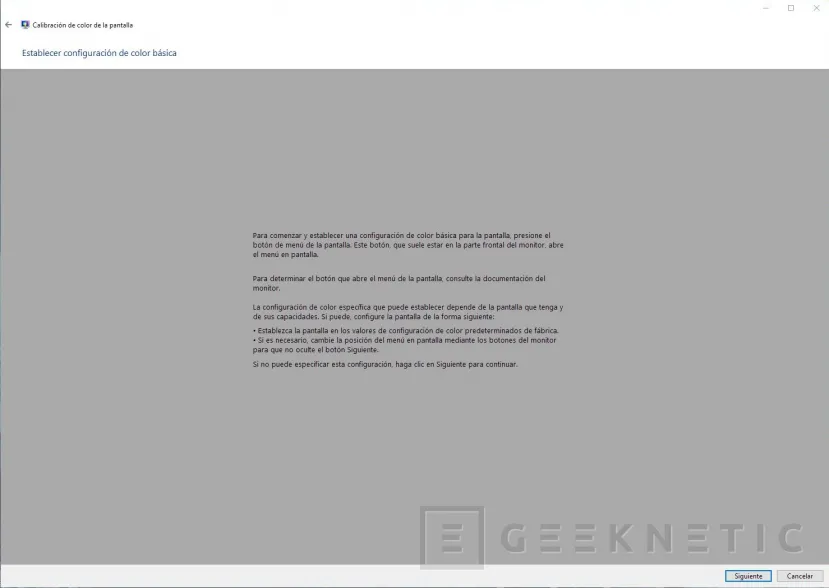 Calibración de color de la pantalla
Establecer configuración de color básica
Para comenzar y establecer una configuración de color básica para la pantalla, presione el
botón de menú de la pantalla. Este botón, que suele estar en la parte frontal del monitor, abre
el menú en pantalla.
Para determinar el botón que abre el menú de la pantalla, consulte la documentación del
monitor.
La configuración de color específica que puede establecer depende de la pantalla que tenga y
de sus capacidades. Si puede, configure la pantalla de la forma siguiente:
• Establezca la pantalla en los valores de configuración de color predeterminados de fábrica.
• Si es necesario, cambie la posición del menú en pantalla mediante los botones del monitor
para que no oculte el botón Siguiente.
Si no puede especificar esta configuración, haga clic en Siguiente para continuar.
E GEEKNETIC
Siguiente Cancelar